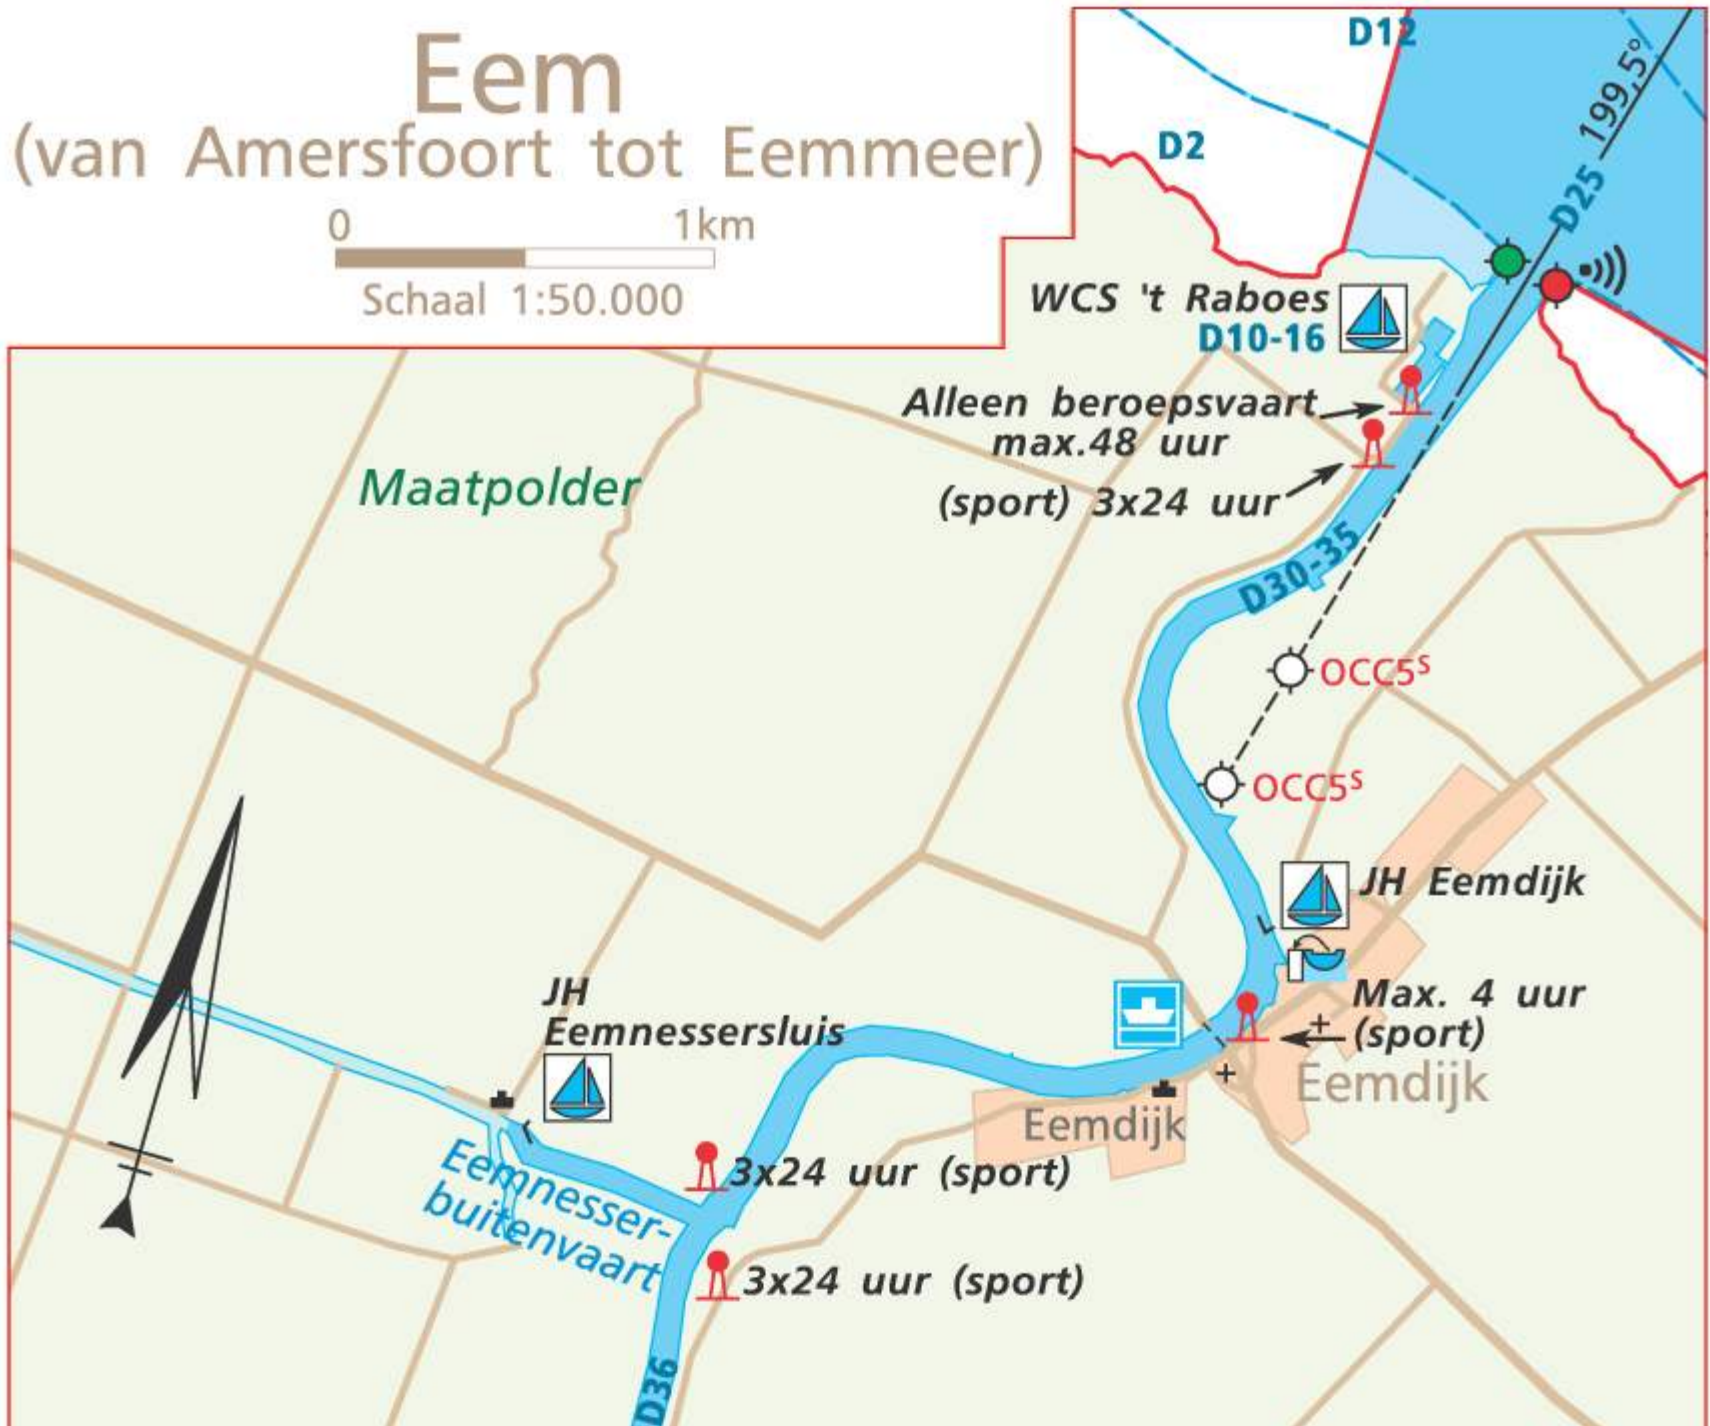 Eem
(van Amersfoort tot Eemmeer)
0 1km
Schaal 1:50.000
D12
199,5°
D2
D25
WCS 't Raboes
D10-16
Alleen beroepsvaart
max.48 uur
(sport) 3x24 uur
Maatpolder
D30-35
OCC5ˢ
OCC5ˢ
JH Eemdijk
JH
Eemnessersluis
Max. 4 uur
(sport)
Eemdijk
Eemdijk
Eemnesser-
buitenvaart
3x24 uur (sport)
3x24 uur (sport)
D36